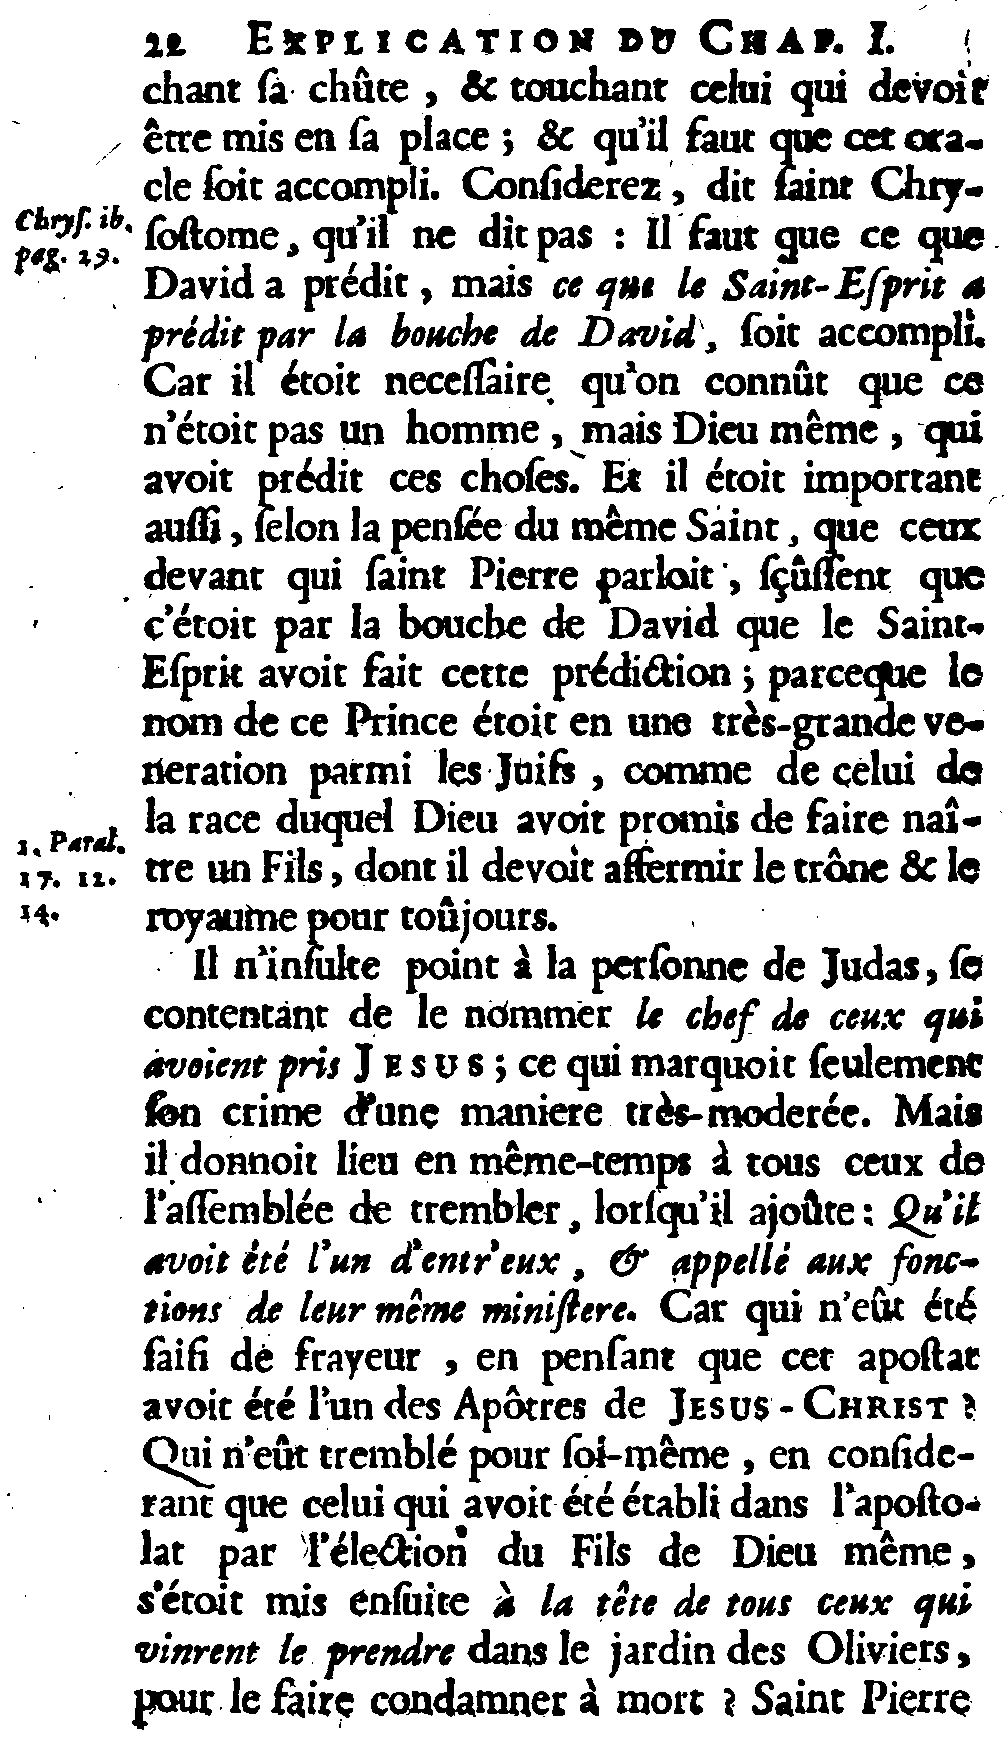 22 EXPLICATION DU CHAP. I.
chant ſa chûte, & touchant celui qui devoit
être mis en ſa place ; & qu'il faut que cet ora-
cle ſoit accompli. Conſiderez, dit ſaint Chry-
Chryſ. ib.
pag. 29.
ſoſtome, qu'il ne dit pas : Il faut que ce que
David a prédit, mais ce que le Saint-Eſprit a
prédit par la bouche de David, ſoit accompli.
Car il étoit neceſſaire qu'on connût que ce
n'étoit pas un homme, mais Dieu même, qui
avoit prédit ces choſes. Et il étoit important
auſſi, ſelon la penſée du même Saint, que ceux
devant qui ſaint Pierre parloit, ſçûſſent que
c'étoit par la bouche de David que le Saint-
Eſprit avoit fait cette prédiction ; parceque le
nom de ce Prince étoit en une très-grande ve-
neration parmi les Juifs, comme de celui de
la race duquel Dieu avoit promis de faire naî-
1. Paral.
17. 12.
14.
tre un Fils, dont il devoit affermir le trône & le
royaume pour toûjours.
Il n'inſulte point à la perſonne de Judas, ſe
contentant de le nommer le chef de ceux qui
avoient pris JESUS ; ce qui marquoit ſeulement
ſon crime d'une maniere très-moderée. Mais
il donnoit lieu en même-temps à tous ceux de
l'aſſemblée de trembler, lorſqu'il ajoûte : Qu'il
avoit été l'un d'entr'eux, & appellé aux fonc-
tions de leur même miniſtere. Car qui n'eût été
ſaiſi de frayeur, en penſant que cet apoſtat
avoit été l'un des Apôtres de JESUS-CHRIST ?
Qui n'eût tremblé pour ſoi-même, en conſide-
rant que celui qui avoit été établi dans l'apoſto-
lat par l'élection du Fils de Dieu même,
s'étoit mis enſuite à la tête de tous ceux qui
vinrent le prendre dans le jardin des Oliviers,
pour le faire condamner à mort ? Saint Pierre